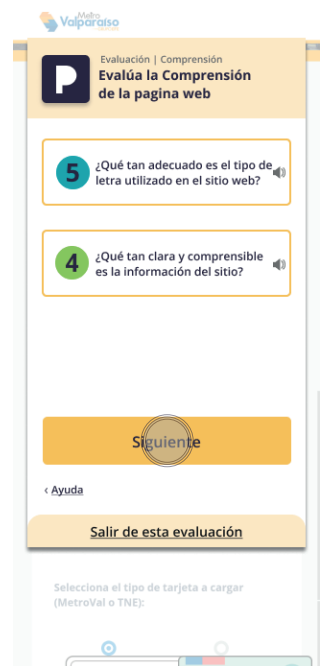 Metro
Valparaíso
Evaluación | Comprensión
P
Evalúa la Comprensión
de la pagina web
5
¿Qué tan adecuado es el tipo de
letra utilizado en el sitio web?
4
¿Qué tan clara y comprensible
es la información del sitio?
Siguiente
‹ Ayuda
Salir de esta evaluación
Selecciona el tipo de tarjeta a cargar
(MetroVal o TNE):